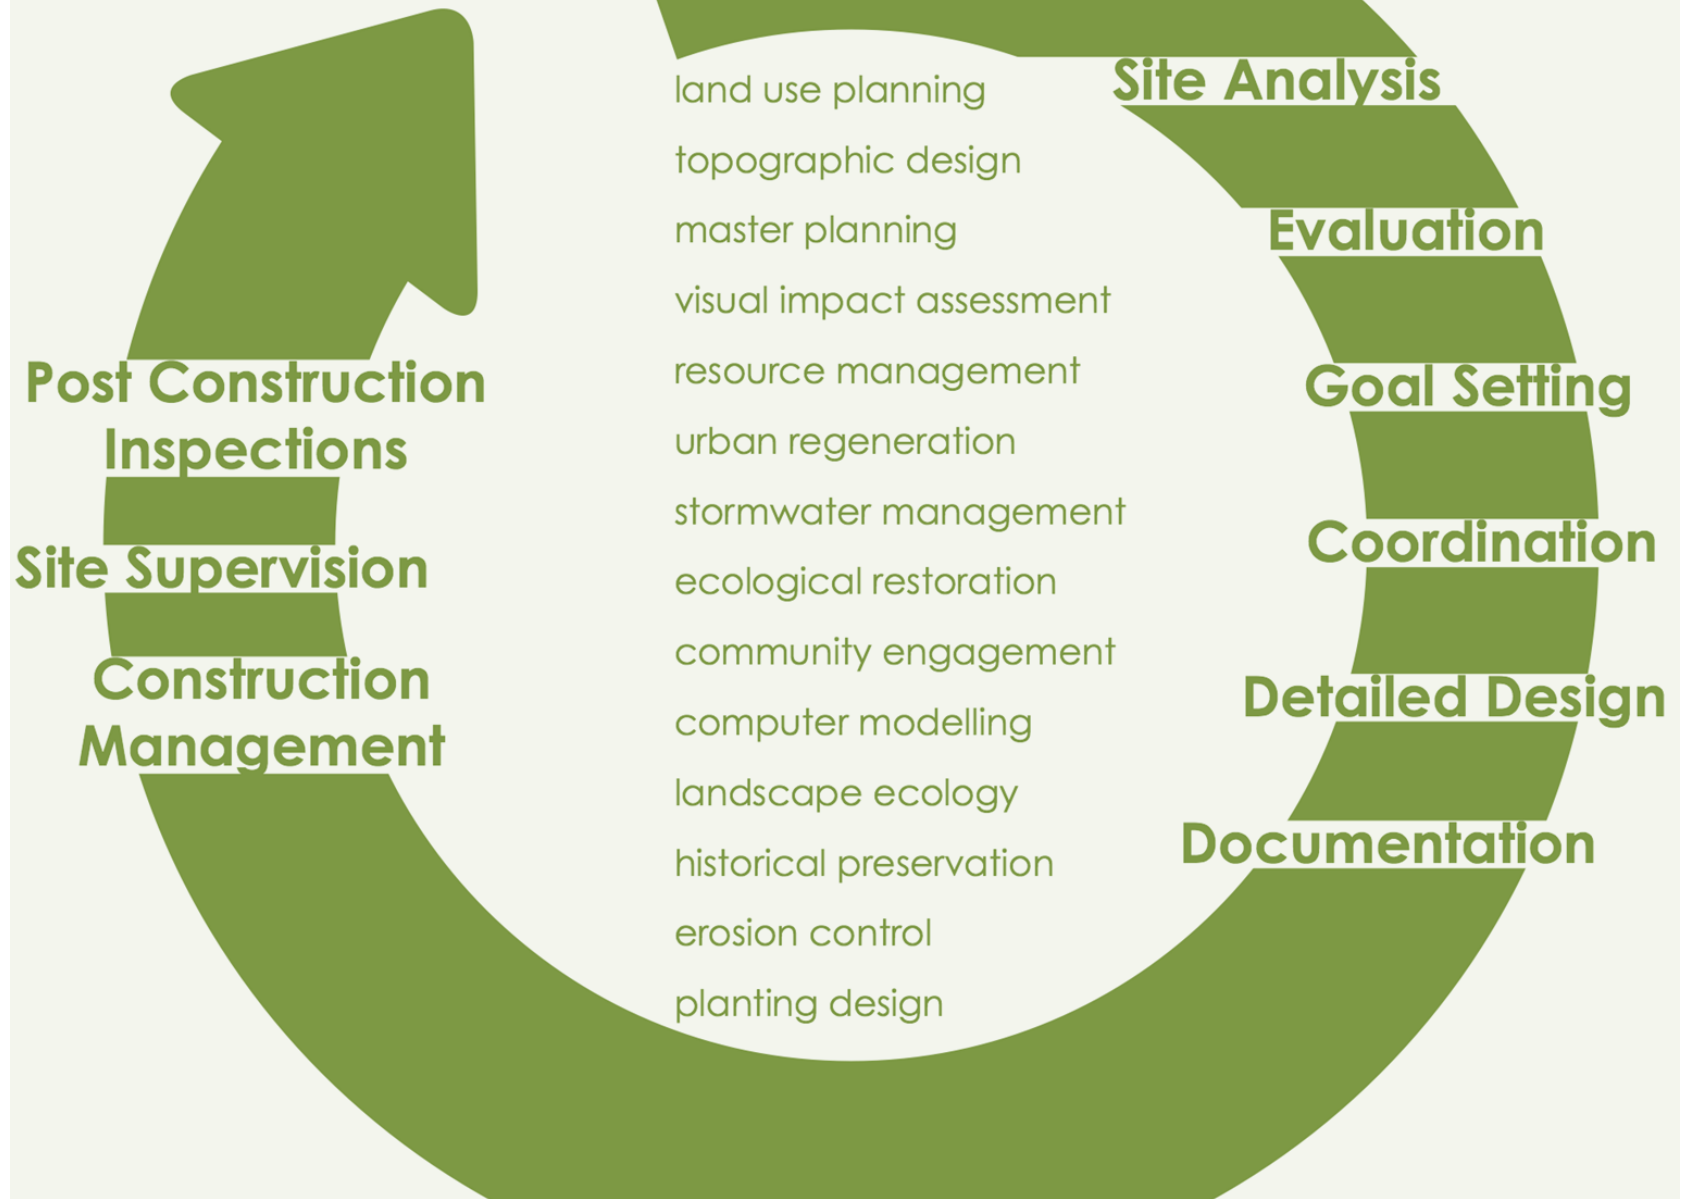 Site Analysis
Evaluation
Goal Setting
Coordination
Detailed Design
Documentation
Construction
Management
Site Supervision
Post Construction
Inspections
land use planning
topographic design
master planning
visual impact assessment
resource management
urban regeneration
stormwater management
ecological restoration
community engagement
computer modelling
landscape ecology
historical preservation
erosion control
planting design